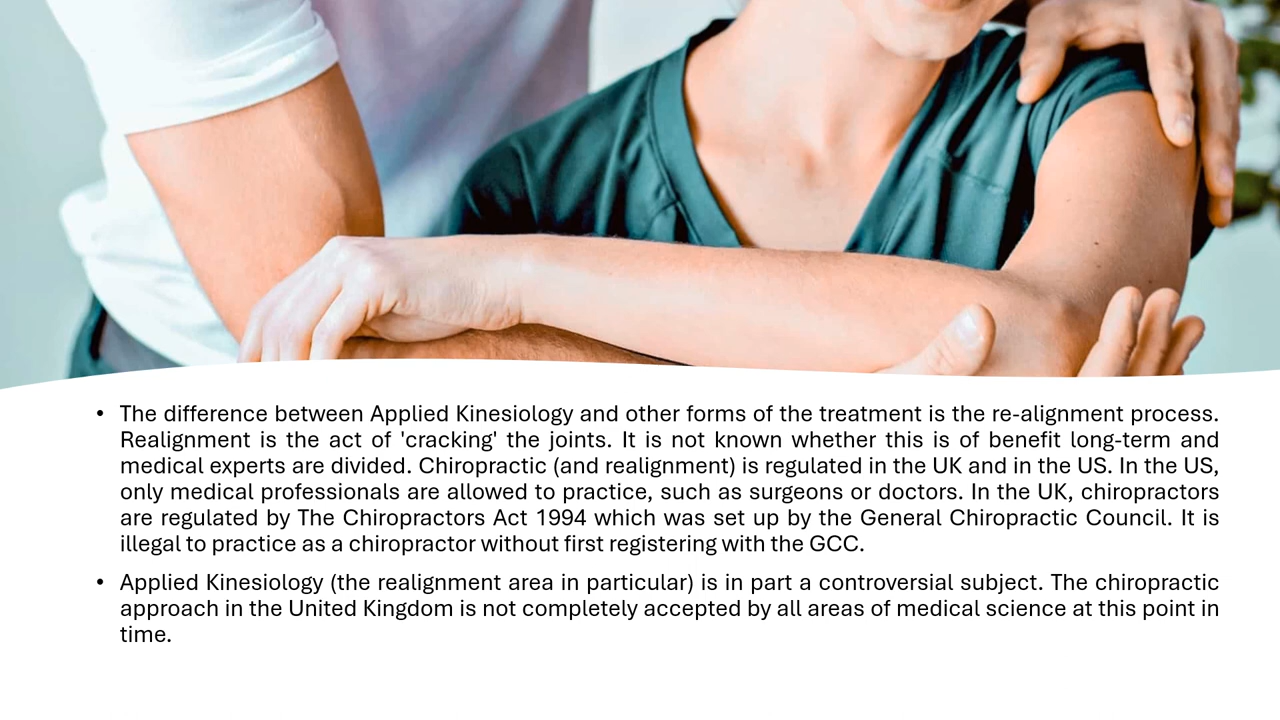 • The difference between Applied Kinesiology and other forms of the treatment is the re-alignment process.
Realignment is the act of 'cracking' the joints. It is not known whether this is of benefit long-term and
medical experts are divided. Chiropractic (and realignment) is regulated in the UK and in the US. In the US,
only medical professionals are allowed to practice, such as surgeons or doctors. In the UK, chiropractors
are regulated by The Chiropractors Act 1994 which was set up by the General Chiropractic Council. It is
illegal to practice as a chiropractor without first registering with the GCC.
• Applied Kinesiology (the realignment area in particular) is in part a controversial subject. The chiropractic
approach in the United Kingdom is not completely accepted by all areas of medical science at this point in
time.